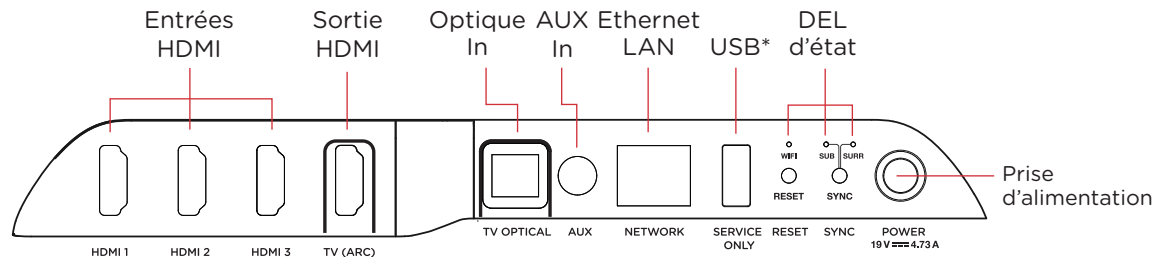 Entrées
HDMI
Sortie
HDMI
Optique
In
AUX
In
Ethernet
LAN
USB*
DEL
d'état
WIFI
SUB
SURR
RESET
SYNC
Prise
d'alimentation
HDMI 1
HDMI 2
HDMI 3
TV (ARC)
TV OPTICAL
AUX
NETWORK
SERVICE
ONLY
RESET
SYNC
POWER
19V ⎓ 4.73A